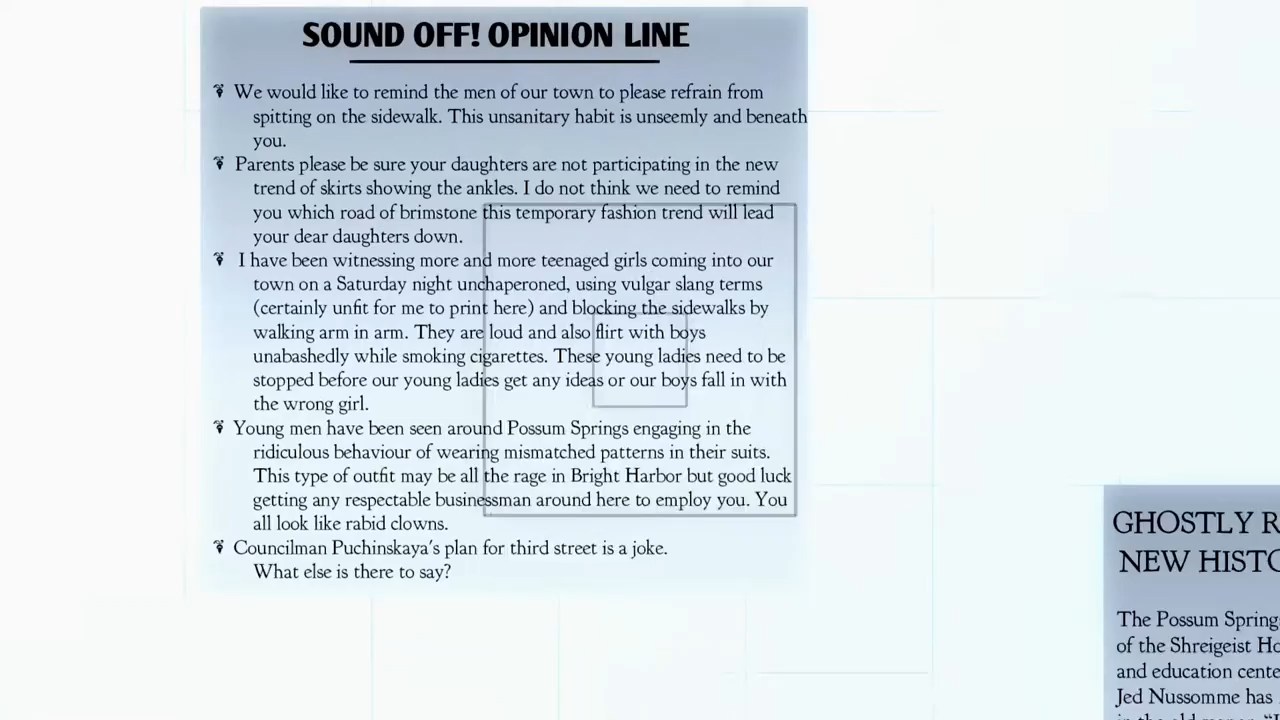 SOUND OFF! OPINION LINE
We would like to remind the men of our town to please refrain from
spitting on the sidewalk. This unsanitary habit is unseemly and beneath
you.
Parents please be sure your daughters are not participating in the new
trend of skirts showing the ankles. I do not think we need to remind
you which road of brimstone this temporary fashion trend will lead
your dear daughters down.
I have been witnessing more and more teenaged girls coming into our
town on a Saturday night unchaperoned, using vulgar slang terms
(certainly unfit for me to print here) and blocking the sidewalks by
walking arm in arm. They are loud and also flirt with boys
unabashedly while smoking cigarettes. These young ladies need to be
stopped before our young ladies get any ideas or our boys fall in with
the wrong girl.
Young men have been seen around Possum Springs engaging in the
ridiculous behaviour of wearing mismatched patterns in their suits.
This type of outfit may be all the rage in Bright Harbor but good luck
getting any respectable businessman around here to employ you. You
all look like rabid clowns.
Councilman Puchinskaya's plan for third street is a joke.
What else is there to say?
GHOSTLY R
NEW HISTO
The Possum Spring
of the Shreigeist Ho
and education cente
Jed Nussomme has